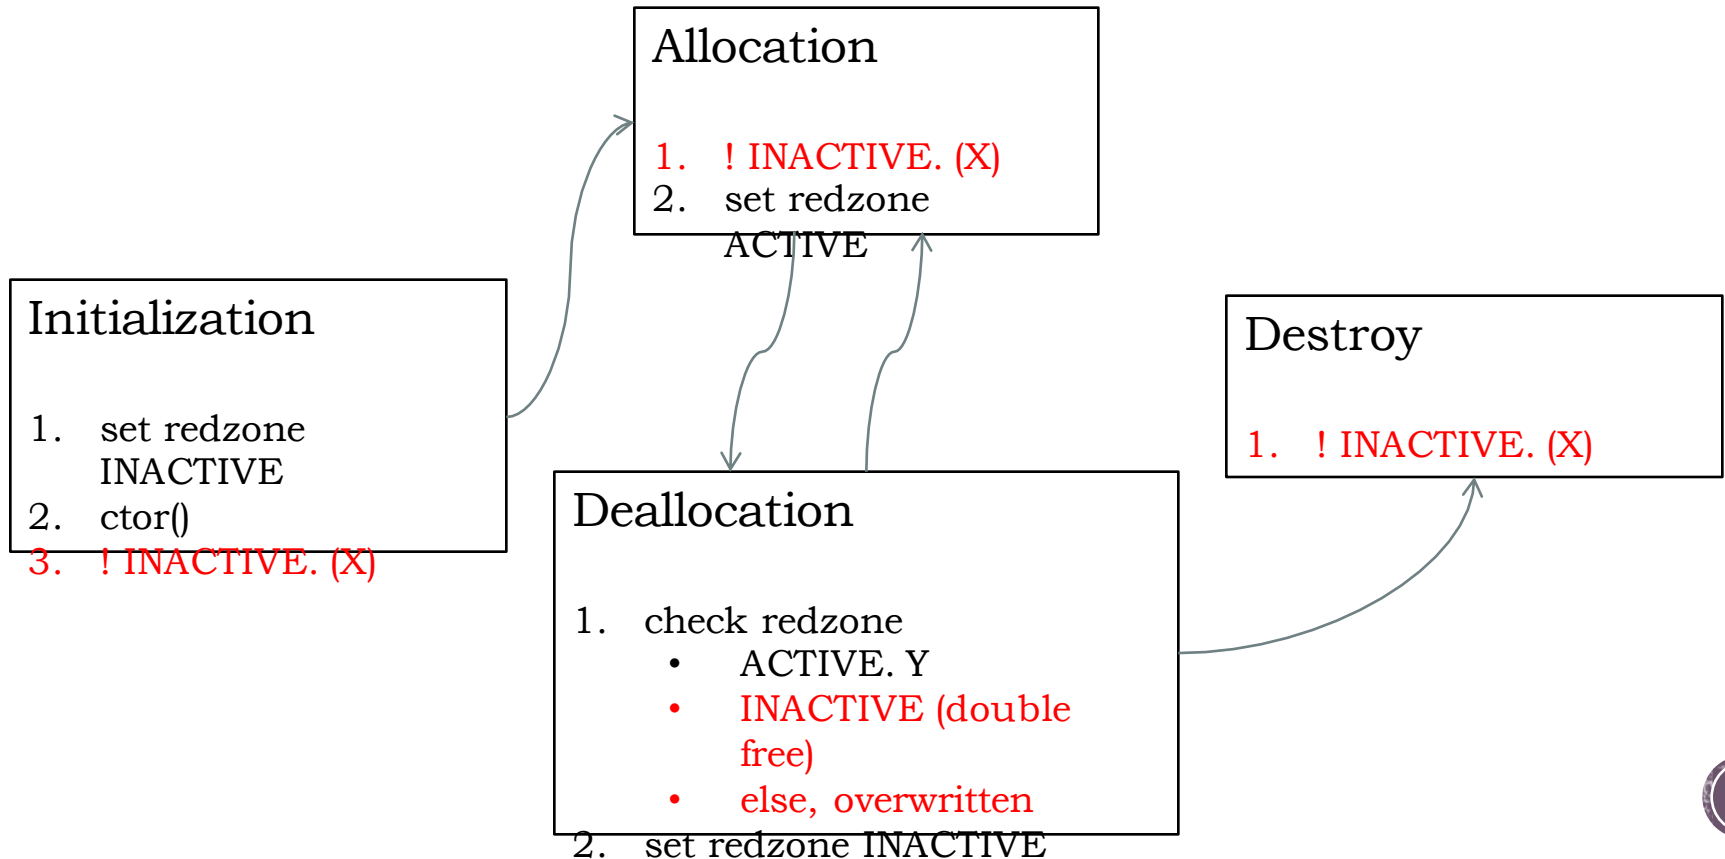 Allocation
1. ! INACTIVE. (X)
2. set redzone
ACTIVE
Initialization
1. set redzone
INACTIVE
2. ctor()
3. ! INACTIVE. (X)
Destroy
1. ! INACTIVE. (X)
Deallocation
1. check redzone
• ACTIVE. Y
• INACTIVE (double
free)
• else, overwritten
2. set redzone INACTIVE